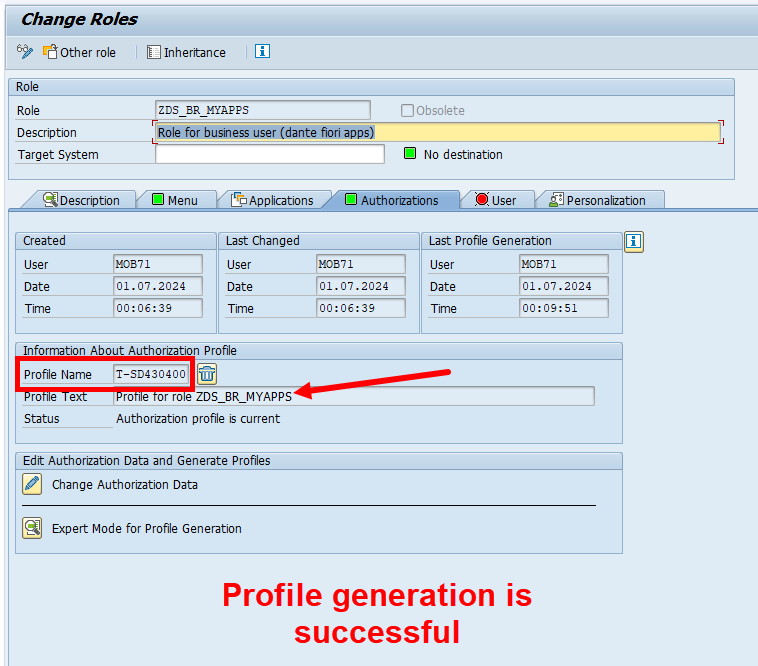 Change Roles
Other role Inheritance
Role
Role ZDS_BR_MYAPPS Obsolete
Description Role for business user (dante fiori apps)
Target System No destination
Description Menu Applications Authorizations User Personalization
Created Last Changed Last Profile Generation
User MOB71 User MOB71 User MOB71
Date 01.07.2024 Date 01.07.2024 Date 01.07.2024
Time 00:06:39 Time 00:06:39 Time 00:09:51
Information About Authorization Profile
Profile Name T-SD430400
Profile Text Profile for role ZDS_BR_MYAPPS
Status Authorization profile is current
Edit Authorization Data and Generate Profiles
Change Authorization Data
Expert Mode for Profile Generation
Profile generation is
successful